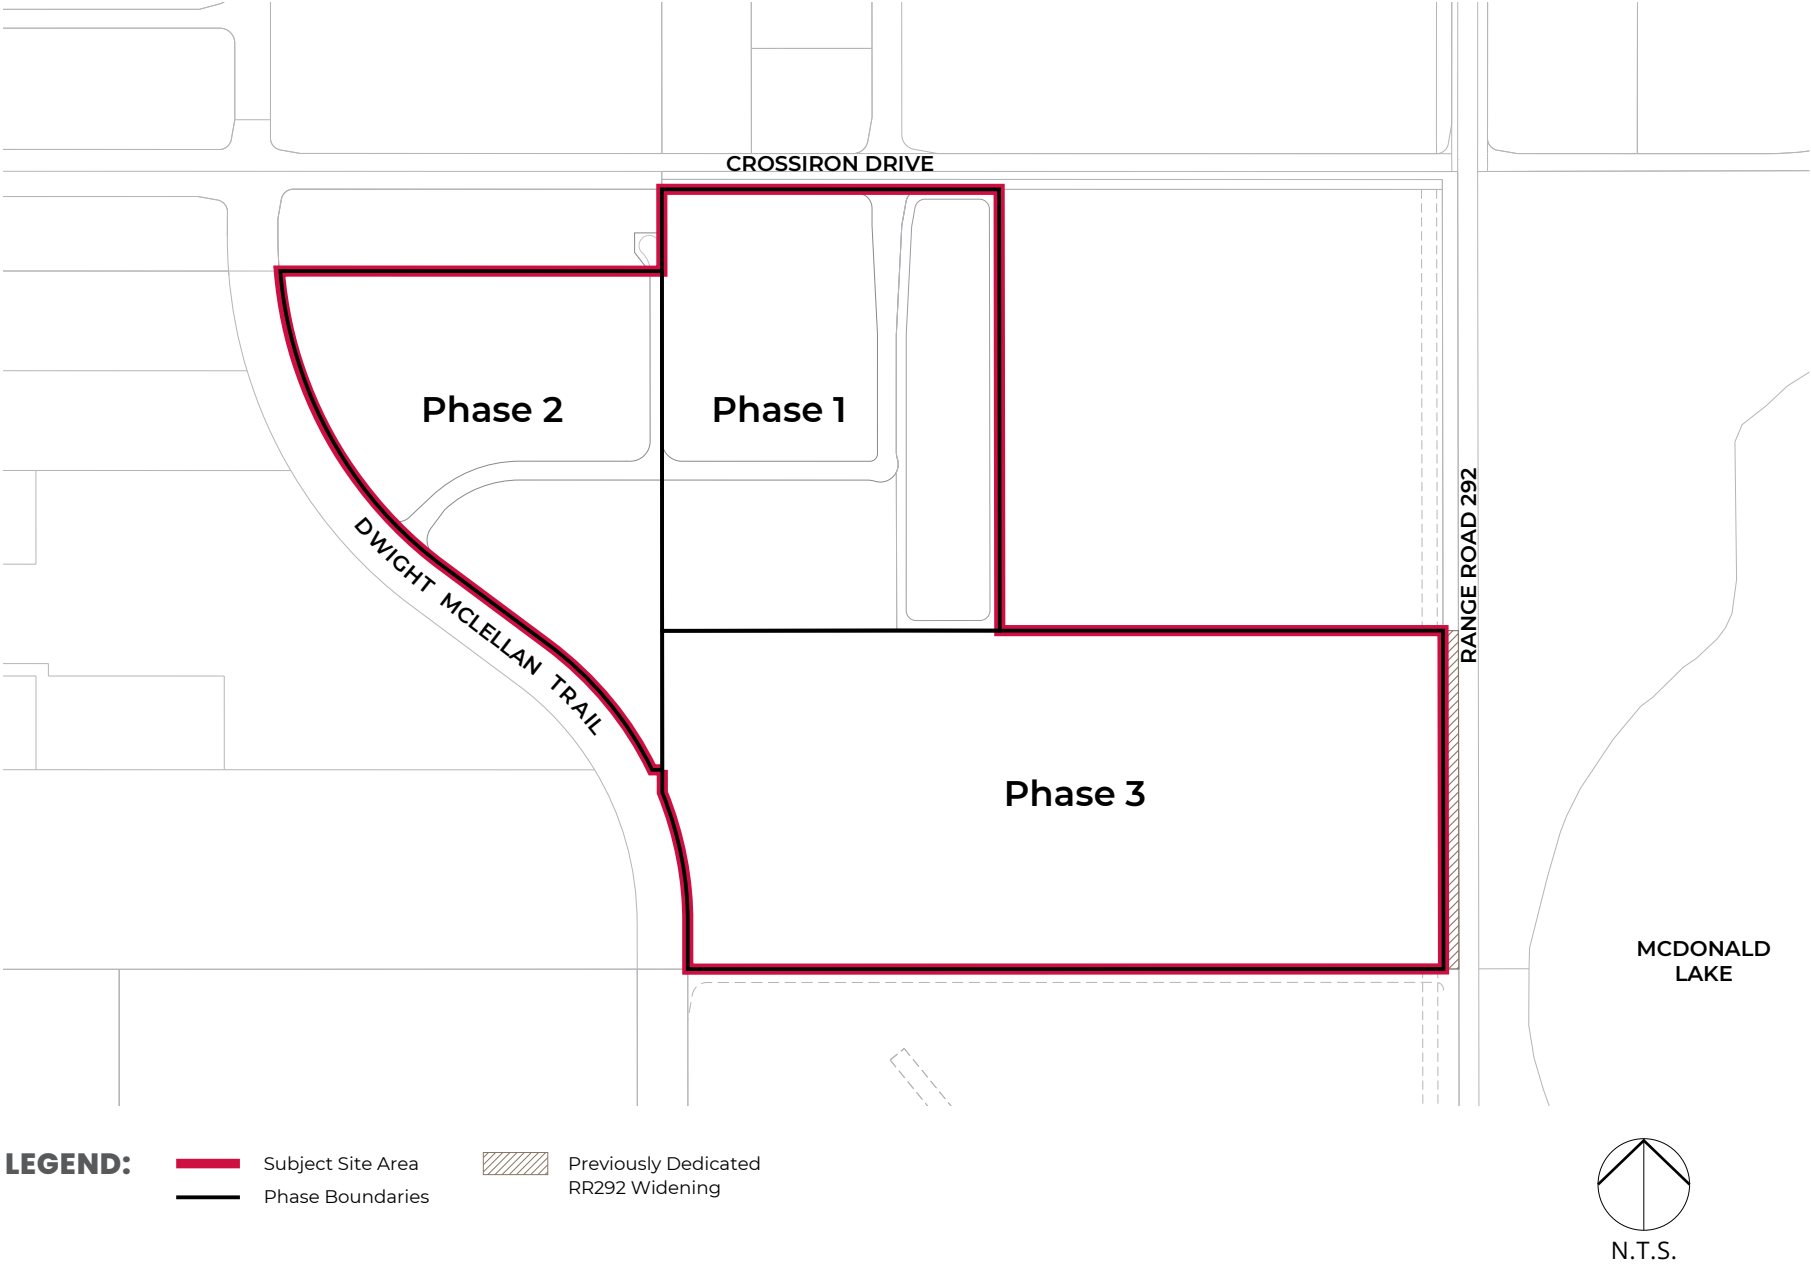 CROSSIRON DRIVE
Phase 2
Phase 1
RANGE ROAD 292
DWIGHT MCLELLAN TRAIL
Phase 3
MCDONALD
LAKE
LEGEND:
Subject Site Area
Phase Boundaries
Previously Dedicated
RR292 Widening
N.T.S.